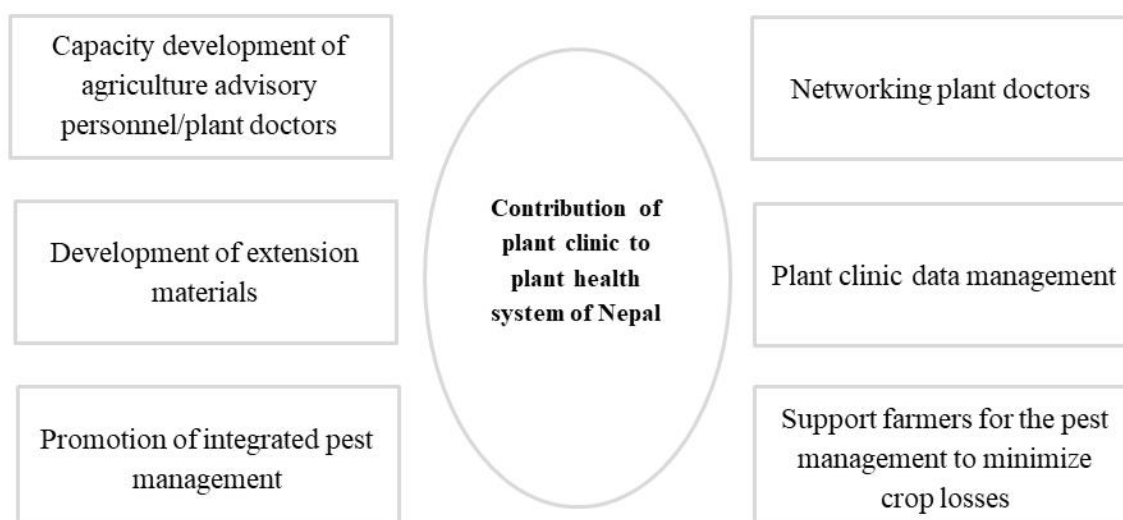 Capacity development of
agriculture advisory
personnel/plant doctors
Development of extension
materials
Promotion of integrated pest
management
Contribution of
plant clinic to
plant health
system of Nepal
Networking plant doctors
Plant clinic data management
Support farmers for the pest
management to minimize
crop losses